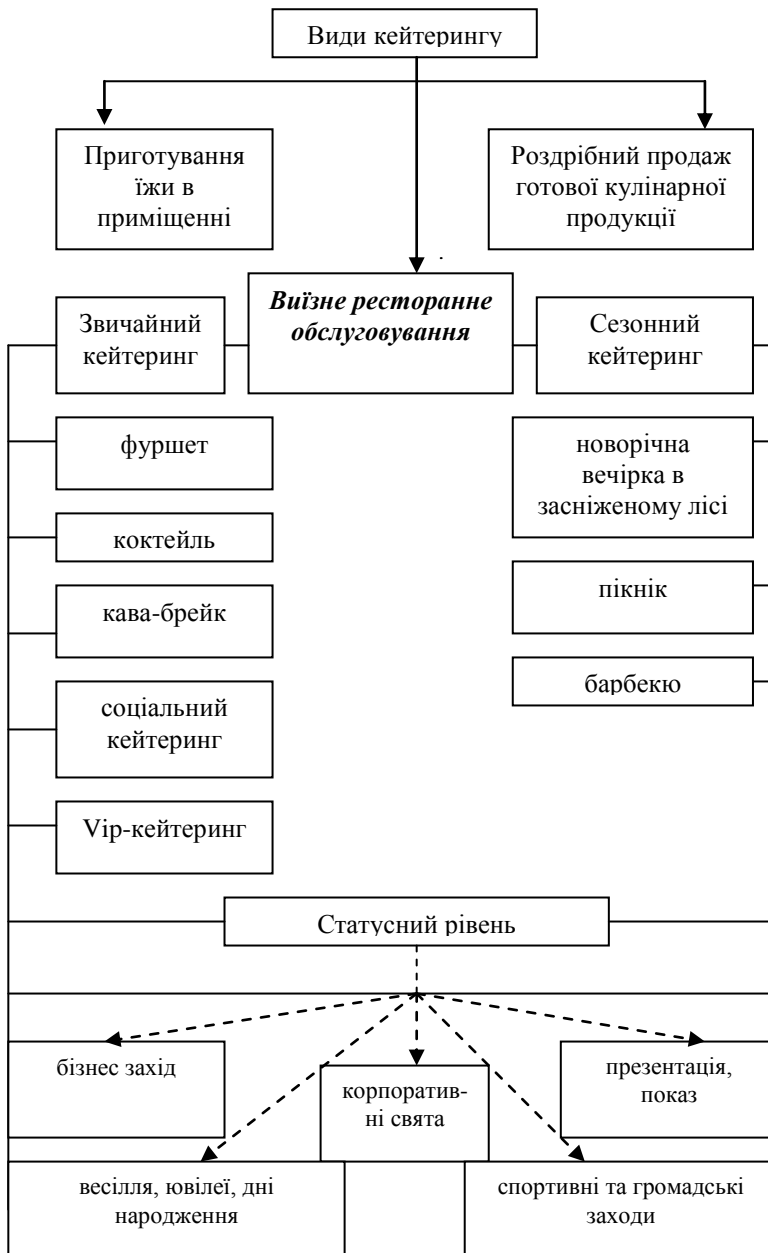 Види кейтерингу
Приготування
їжи в
приміщенні
Роздрібний продаж
готової кулінарної
продукції
Виїзне ресторанне
обслуговування
Звичайний
кейтеринг
Сезонний
кейтеринг
фуршет
новорічна
вечірка в
засніженому лісі
коктейль
кава-брейк
пікнік
барбекю
соціальний
кейтеринг
Vip-кейтеринг
Статусний рівень
бізнес захід
корпоратив-
ні свята
презентація,
показ
весілля, ювілеї, дні
народження
спортивні та громадські
заходи